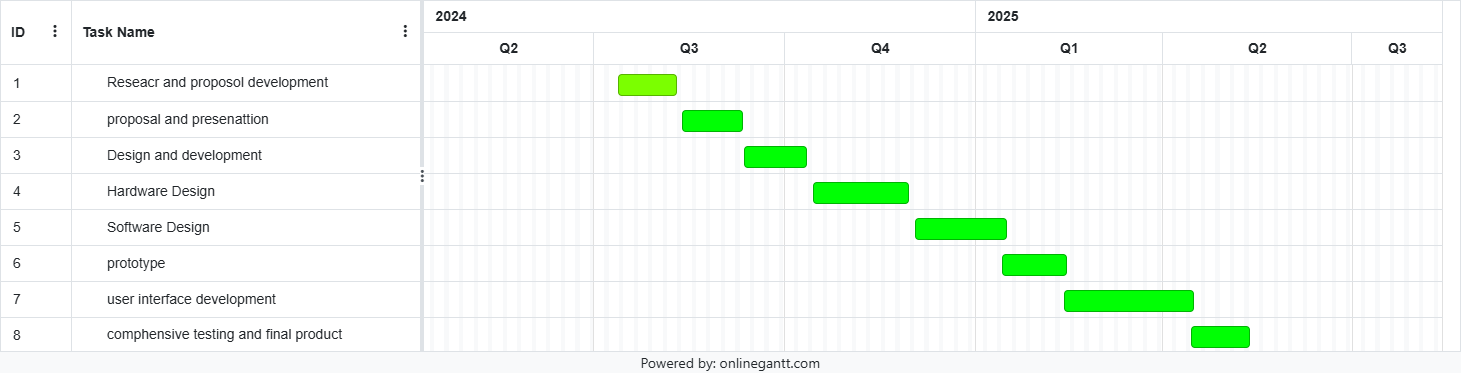 ID Task Name 2024 2025
Q2 Q3 Q4 Q1 Q2 Q3
1 Reseacr and proposol development
2 proposal and presenattion
3 Design and development
4 Hardware Design
5 Software Design
6 prototype
7 user interface development
8 comphensive testing and final product
Powered by: onlinegantt.com